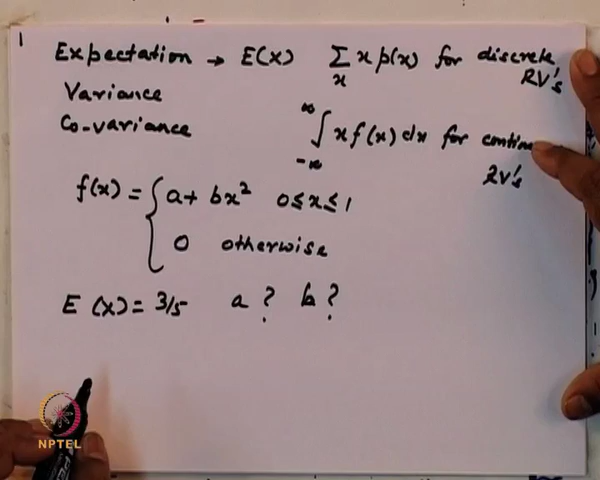 1
Expectation → E(x) Σ x p(x) for discrete
x
RV's
Variance
Co-variance
∞
∫ x f(x) dx for contin
-∞
RV's
f(x) = { a + bx² 0 ≤ x ≤ 1
0 otherwise
E(x) = 3/5 a? b?
NPTEL